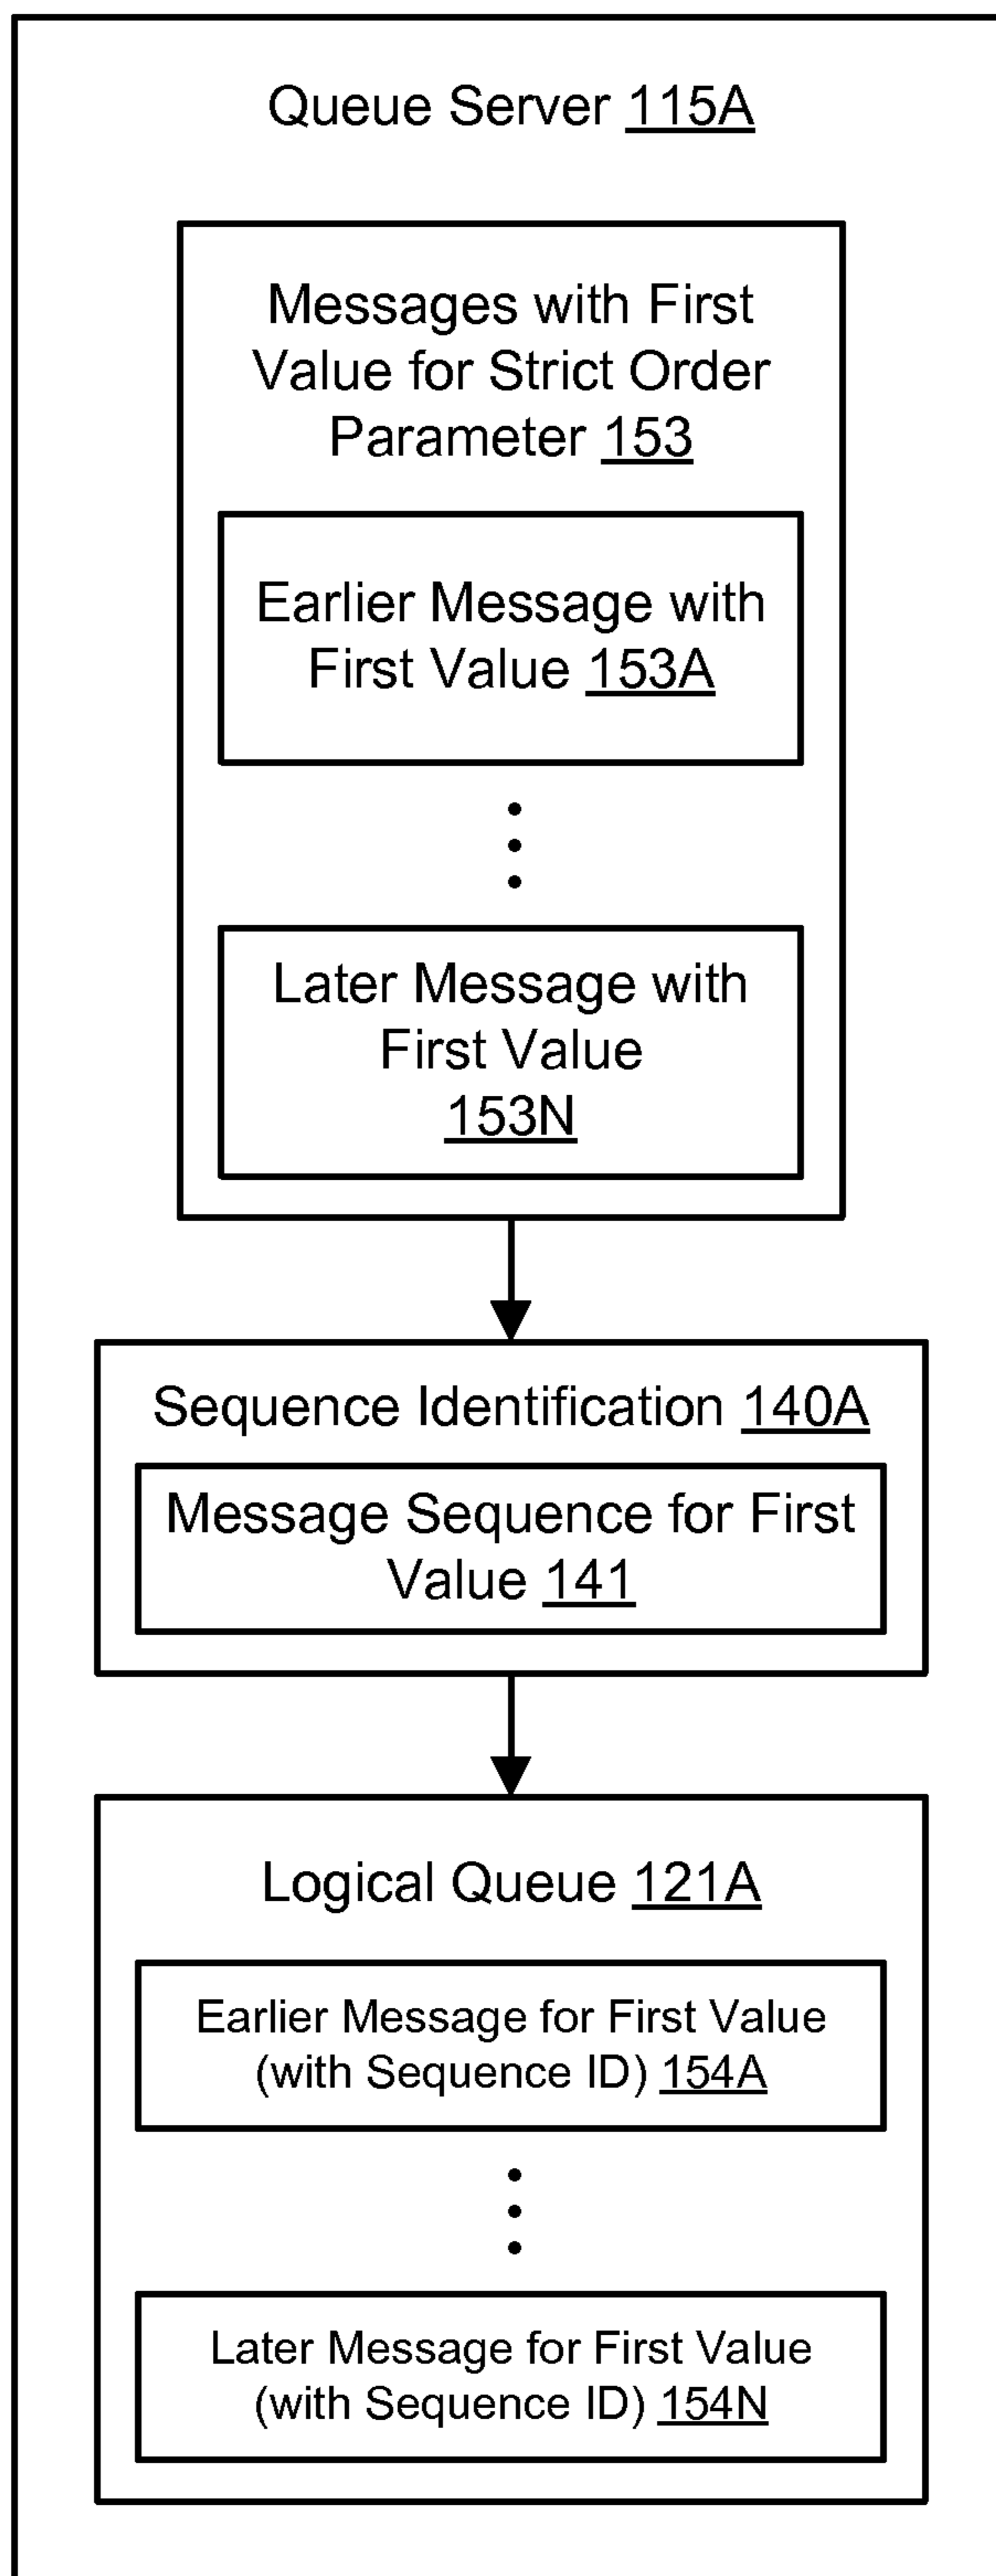 Queue Server 115A
Messages with First
Value for Strict Order
Parameter 153
Earlier Message with
First Value 153A
Later Message with
First Value
153N
Sequence Identification 140A
Message Sequence for First
Value 141
Logical Queue 121A
Earlier Message for First Value
(with Sequence ID) 154A
Later Message for First Value
(with Sequence ID) 154N